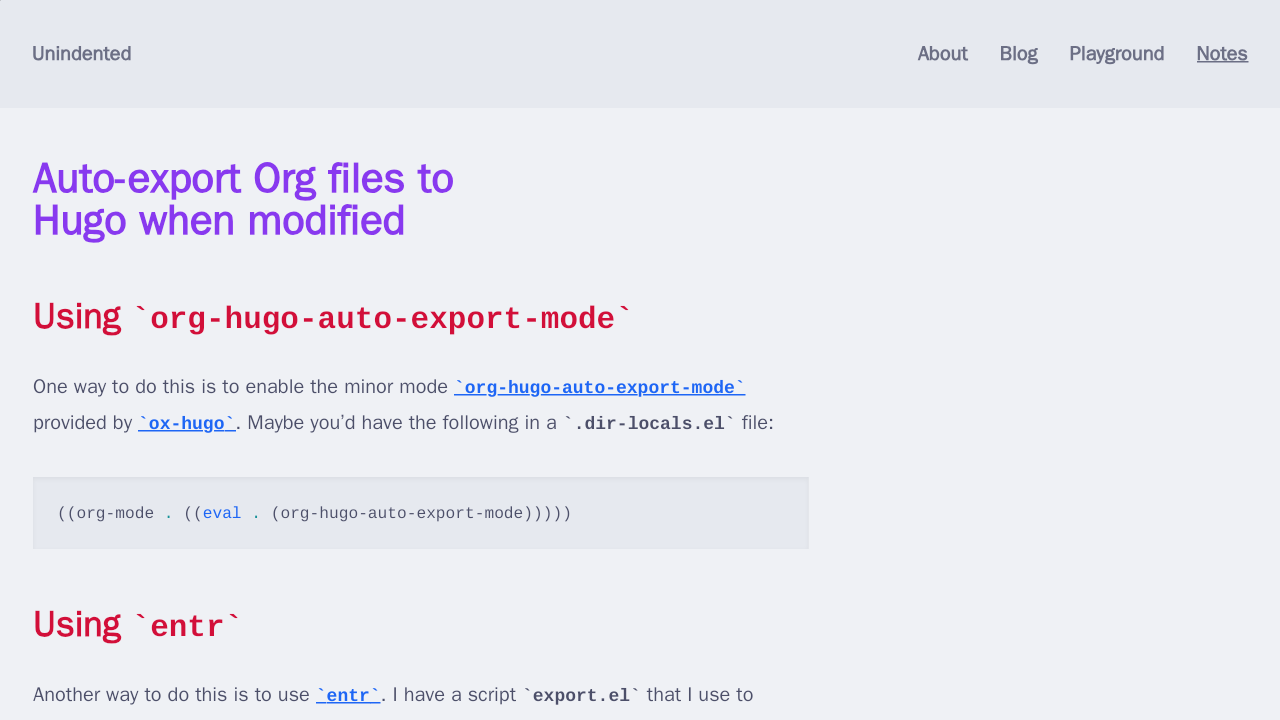 Unindented
About
Blog
Playground
Notes
Auto-export Org files to
Hugo when modified
Using `org-hugo-auto-export-mode`
One way to do this is to enable the minor mode `org-hugo-auto-export-mode`
provided by `ox-hugo`. Maybe you’d have the following in a `.dir-locals.el` file:
((org-mode . ((eval . (org-hugo-auto-export-mode)))))
Using `entr`
Another way to do this is to use `entr`. I have a script `export.el` that I use to